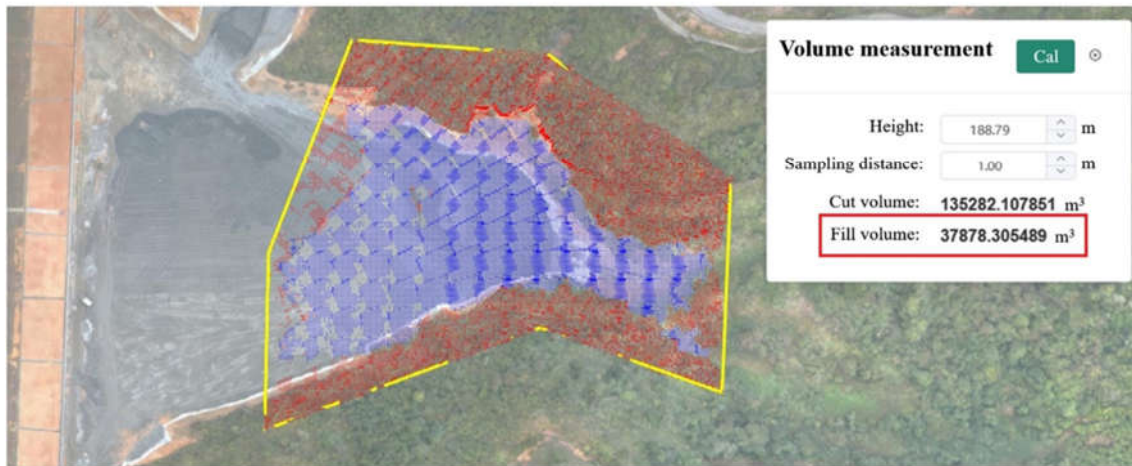 Volume measurement Cal
Height: 188.79 m
Sampling distance: 1.00 m
Cut volume: 135282.107851 m³
Fill volume: 37878.305489 m³